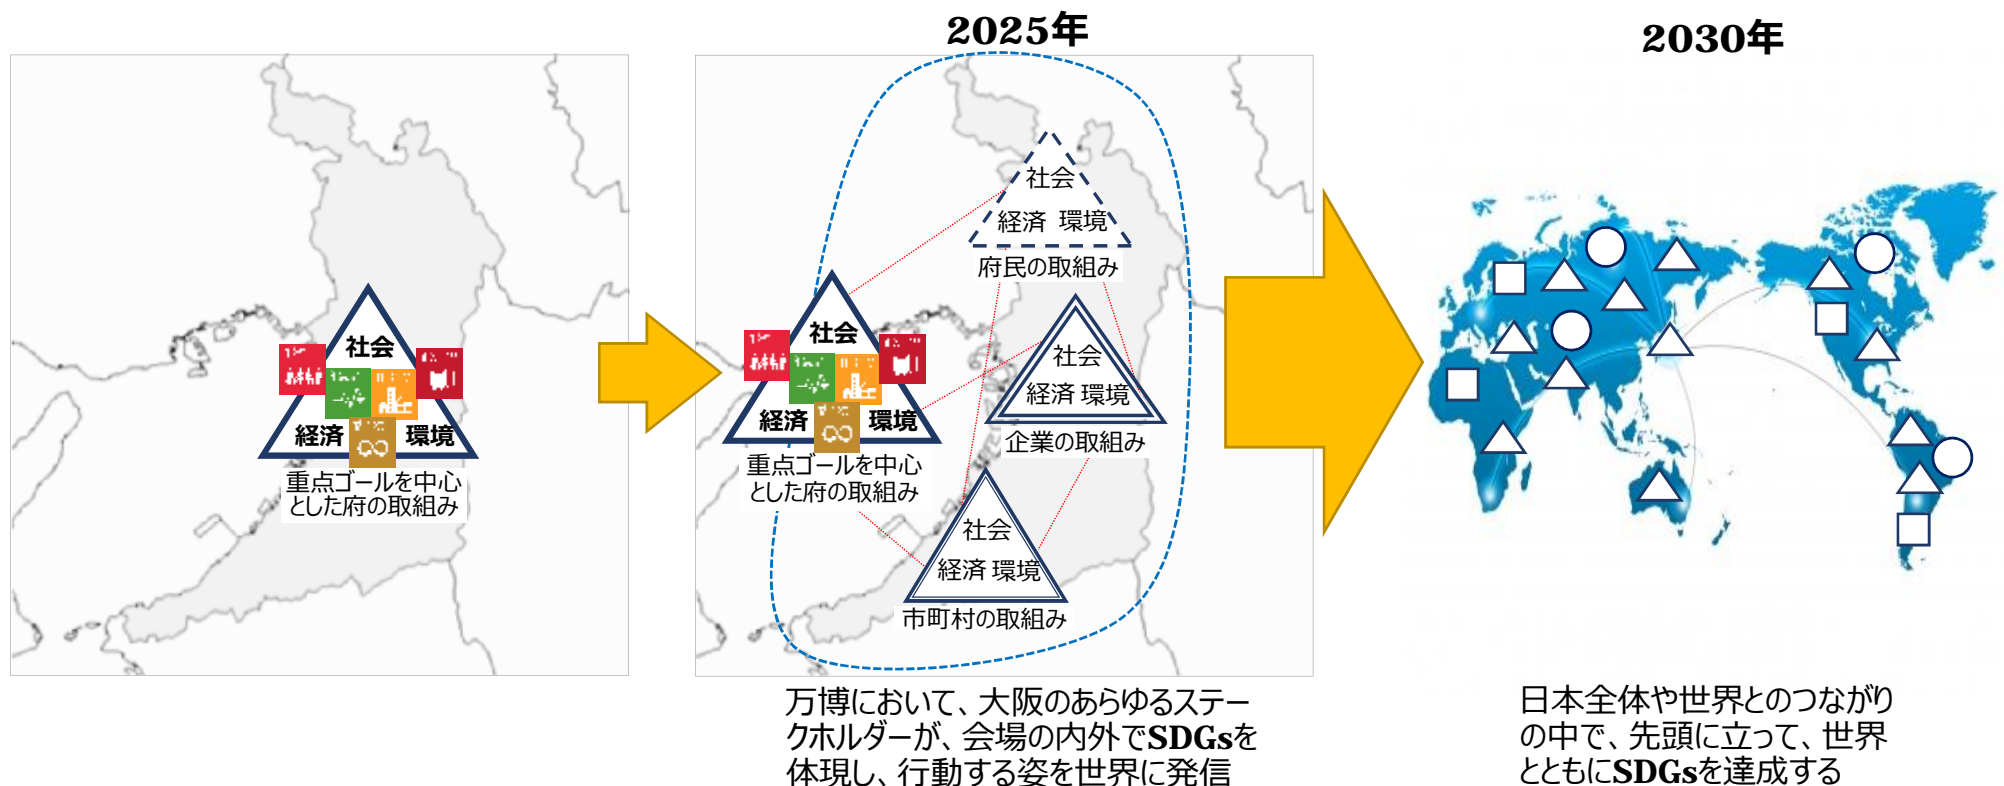 社会
経済
環境
重点ゴールを中心
とした府の取組み
2025年
社会
経済 環境
府民の取組み
社会
経済
環境
重点ゴールを中心
とした府の取組み
社会
経済 環境
企業の取組み
社会
経済 環境
市町村の取組み
万博において、大阪のあらゆるステー
クホルダーが、会場の内外でSDGsを
体現し、行動する姿を世界に発信
2030年
日本全体や世界とのつながり
の中で、先頭に立って、世界
とともにSDGsを達成する